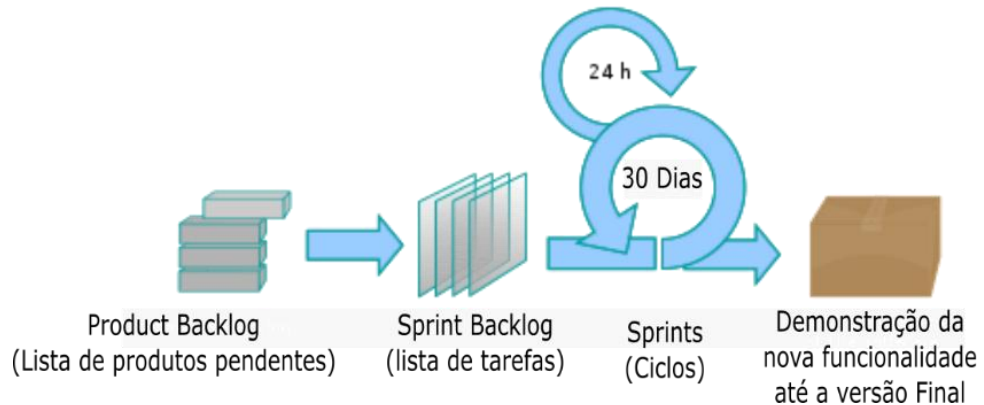 24 h
30 Dias
Product Backlog
(Lista de produtos pendentes)
Sprint Backlog
(lista de tarefas)
Sprints
(Ciclos)
Demonstração da
nova funcionalidade
até a versão Final